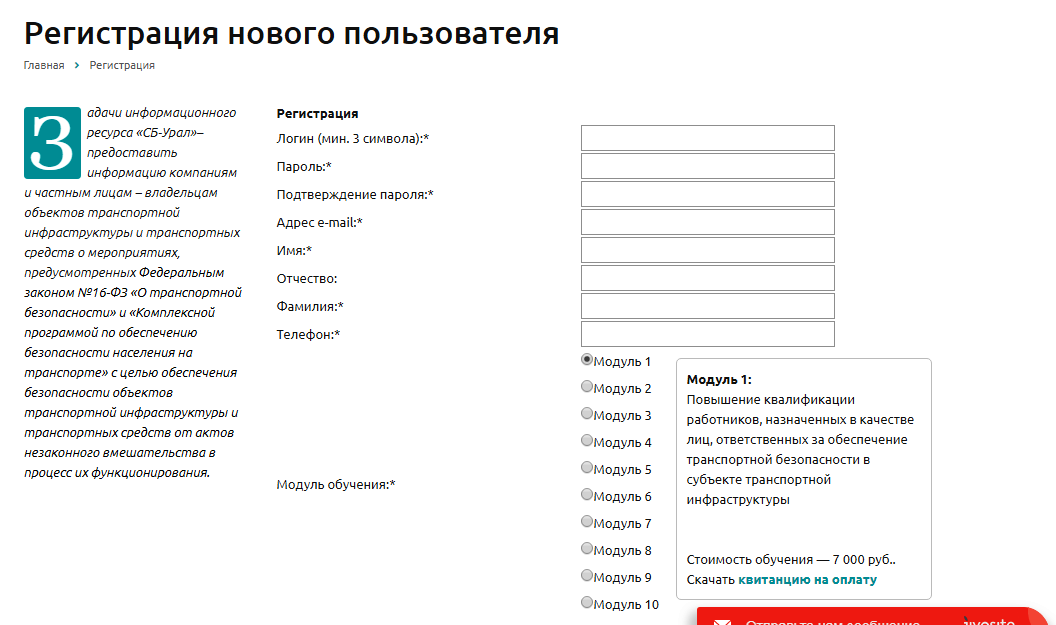 Регистрация нового пользователя
Главная > Регистрация
Задачи информационного
ресурса «СБ-Урал»–
предоставить
информацию компаниям
и частным лицам – владельцам
объектов транспортной
инфраструктуры и транспортных
средств о мероприятиях,
предусмотренных Федеральным
законом №16-ФЗ «О транспортной
безопасности» и «Комплексной
программой по обеспечению
безопасности населения на
транспорте» с целью обеспечения
безопасности объектов
транспортной инфраструктуры и
транспортных средств от актов
незаконного вмешательства в
процесс их функционирования.
Регистрация
Логин (мин. 3 символа):*
Пароль:*
Подтверждение пароля:*
Адрес e-mail:*
Имя:*
Отчество:
Фамилия:*
Телефон:*
Модуль обучения:*
Модуль 1
Модуль 2
Модуль 3
Модуль 4
Модуль 5
Модуль 6
Модуль 7
Модуль 8
Модуль 9
Модуль 10
Модуль 1:
Повышение квалификации
работников, назначенных в качестве
лиц, ответственных за обеспечение
транспортной безопасности в
субъекте транспортной
инфраструктуры
Стоимость обучения — 7 000 руб..
Скачать квитанцию на оплату
Отправьте нам сообщение